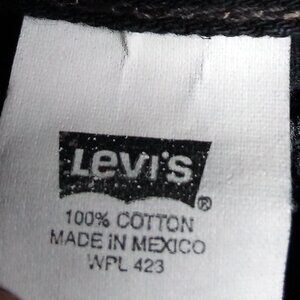 Levi's ®
100% COTTON
MADE IN MEXICO
WPL 423